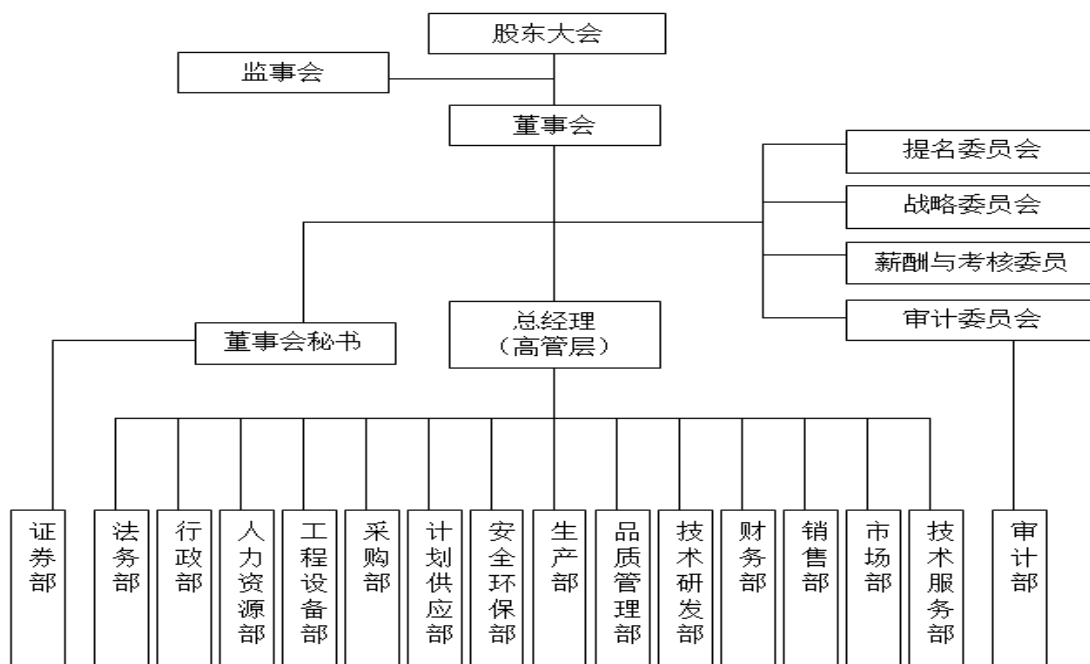 股东大会
监事会
董事会
提名委员会
战略委员会
薪酬与考核委员
审计委员会
董事会秘书
总经理
（高管层）
证券部
法务部
行政部
人力资源部
工程设备部
采购部
计划供应部
安全环保部
生产部
品质管理部
技术研发部
财务部
销售部
市场部
技术服务部
审计部